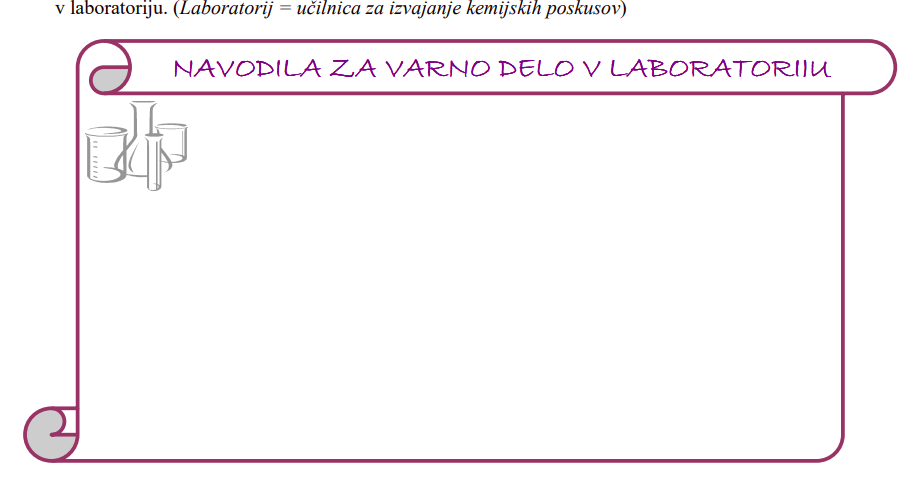 v laboratoriju. (Laboratorij = učilnica za izvajanje kemijskih poskusov)
NAVODILA ZA VARNO DELO V LABORATORIJU